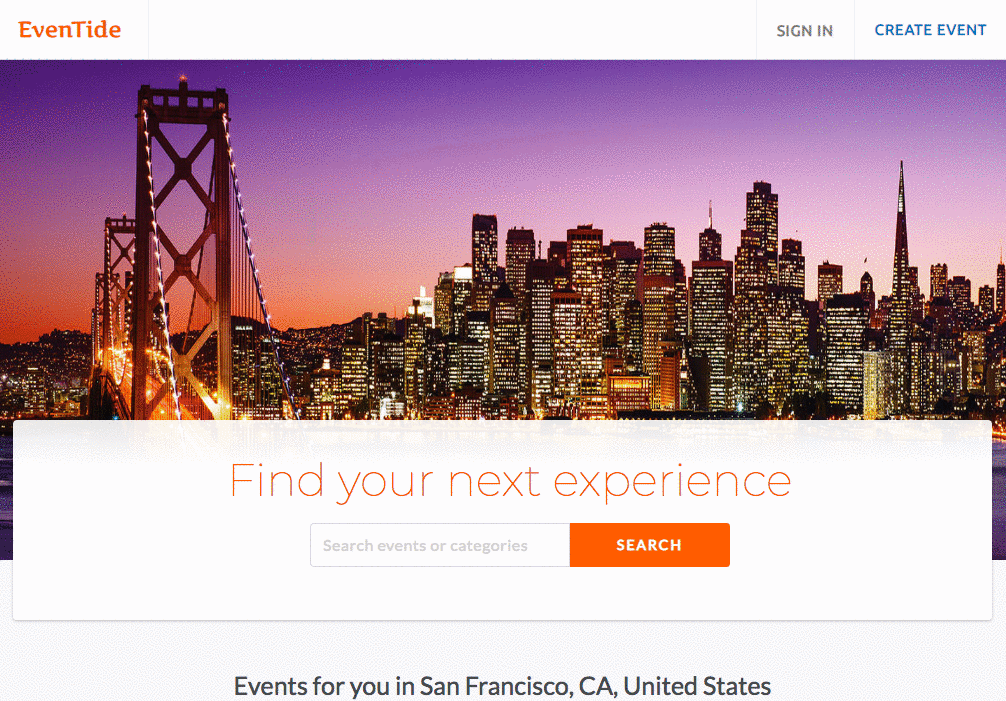 EvenTide
SIGN IN
CREATE EVENT
Find your next experience
Search events or categories
SEARCH
Events for you in San Francisco, CA, United States